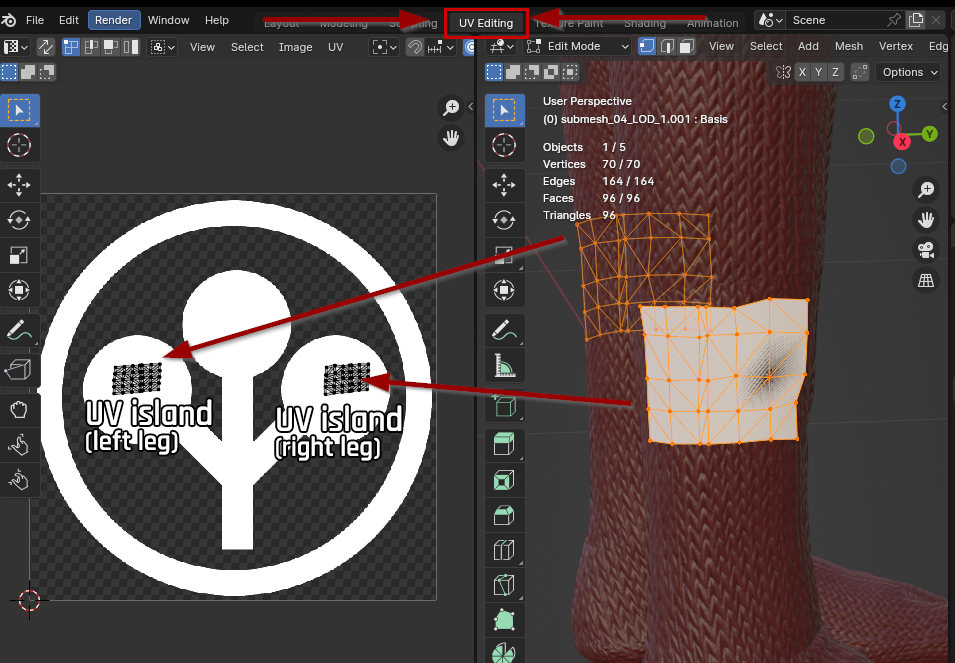 File Edit Render Window Help Layout Modeling Sculpting UV Editing Texture Paint Shading Animation Scene
View Select Image UV Edit Mode View Select Add Mesh Vertex Edg
X Y Z Options
User Perspective
(0) submesh_04_LOD_1.001 : Basis
Objects 1 / 5
Vertices 70 / 70
Edges 164 / 164
Faces 96 / 96
Triangles 96
Z
Y
X
UV island
(left leg)
UV island
(right leg)